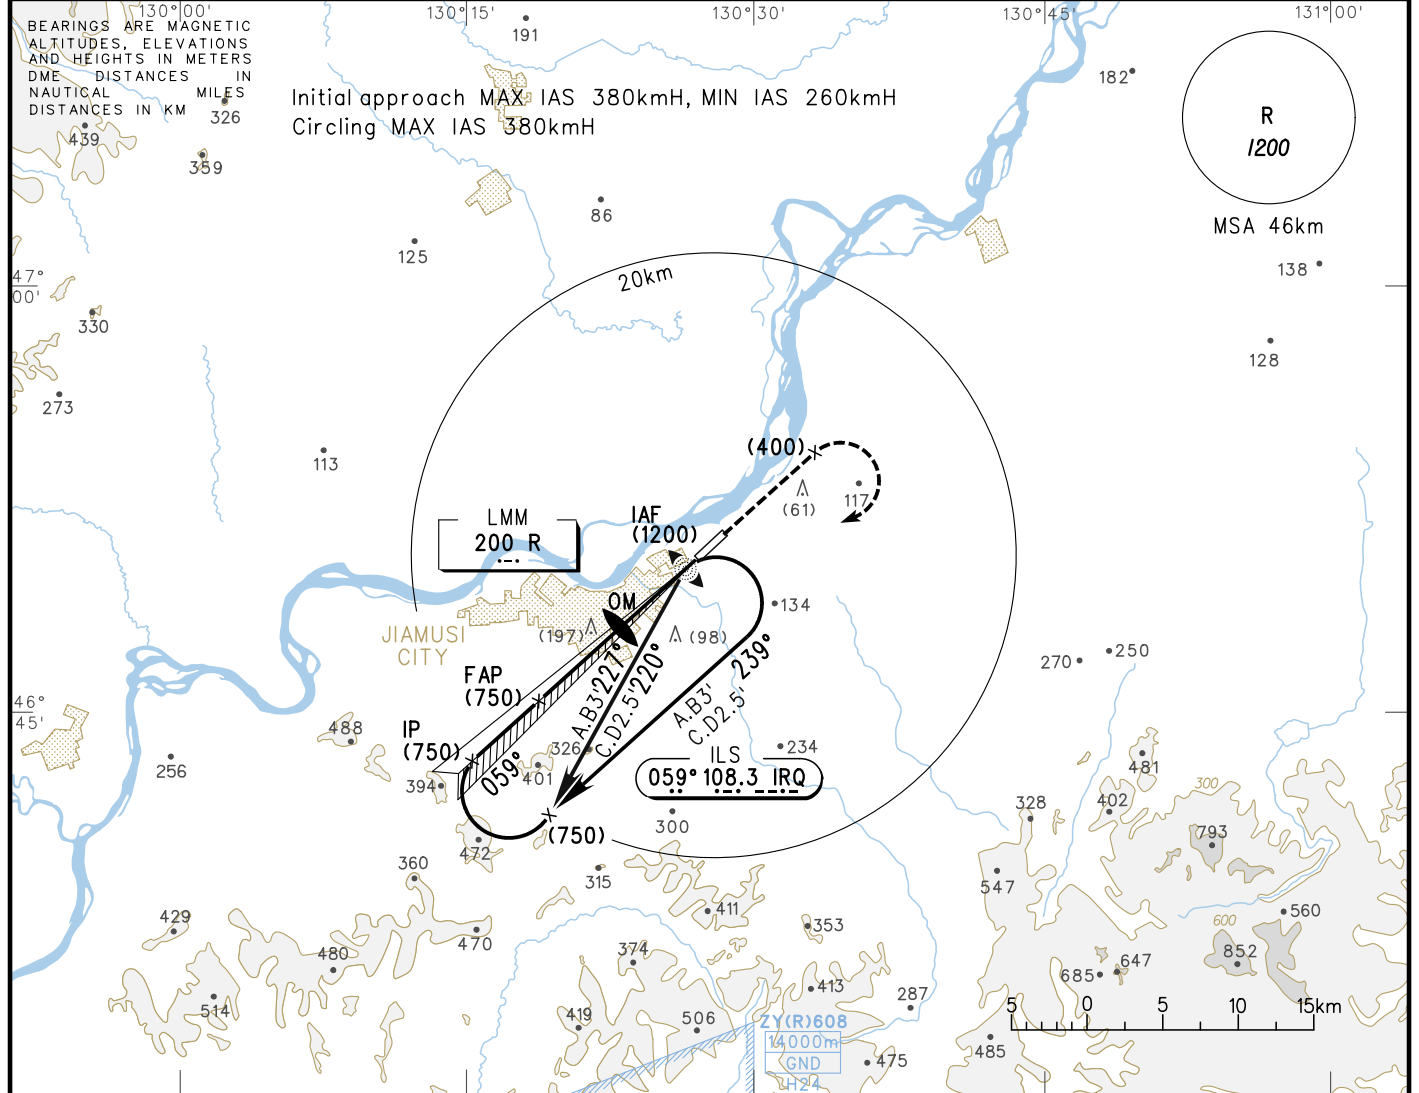 130°00'
130°15'
130°30'
130°45'
131°00'
BEARINGS ARE MAGNETIC
ALTITUDES, ELEVATIONS
AND HEIGHTS IN METERS
DME DISTANCES IN
NAUTICAL MILES
DISTANCES IN KM
Initial approach MAX IAS 380kmH, MIN IAS 260kmH
Circling MAX IAS 380kmH
R
1200
MSA 46km
191
182
326
439
359
86
125
138
47°
00'
20km
330
128
273
113
(400)
(61)
117
LMM
200 R
IAF
(1200)
OM
134
JIAMUSI
CITY
(197)
(98)
270
250
FAP
(750)
227°
220°
239°
A.B3'
C.D2.5'
A.B3'
C.D2.5'
46°
45'
488
IP
(750)
256
326
234
401
394
059°
ILS
059° 108.3 IRQ
481
300
402
328
793
300
(750)
472
360
315
547
411
560
429
353
600
470
480
374
852
647
685
413
287
514
419
506
5 0 5 10 15km
ZY(R)608
14000m
GND
H24
475
485